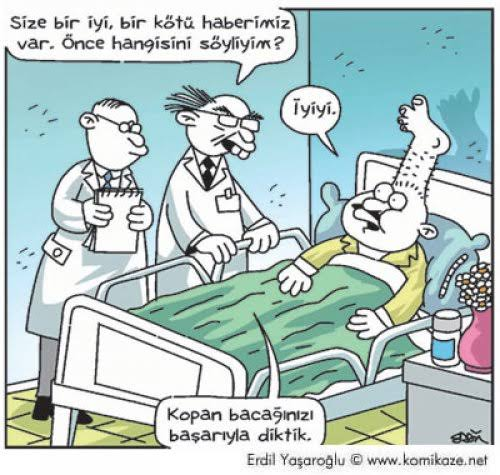 Size bir iyi, bir kötü haberimiz
var. Önce hangisini söyliyim?
İyiyi.
Kopan bacağınızı
başarıyla diktik.
Erdil Yaşaroğlu © www.komikaze.net